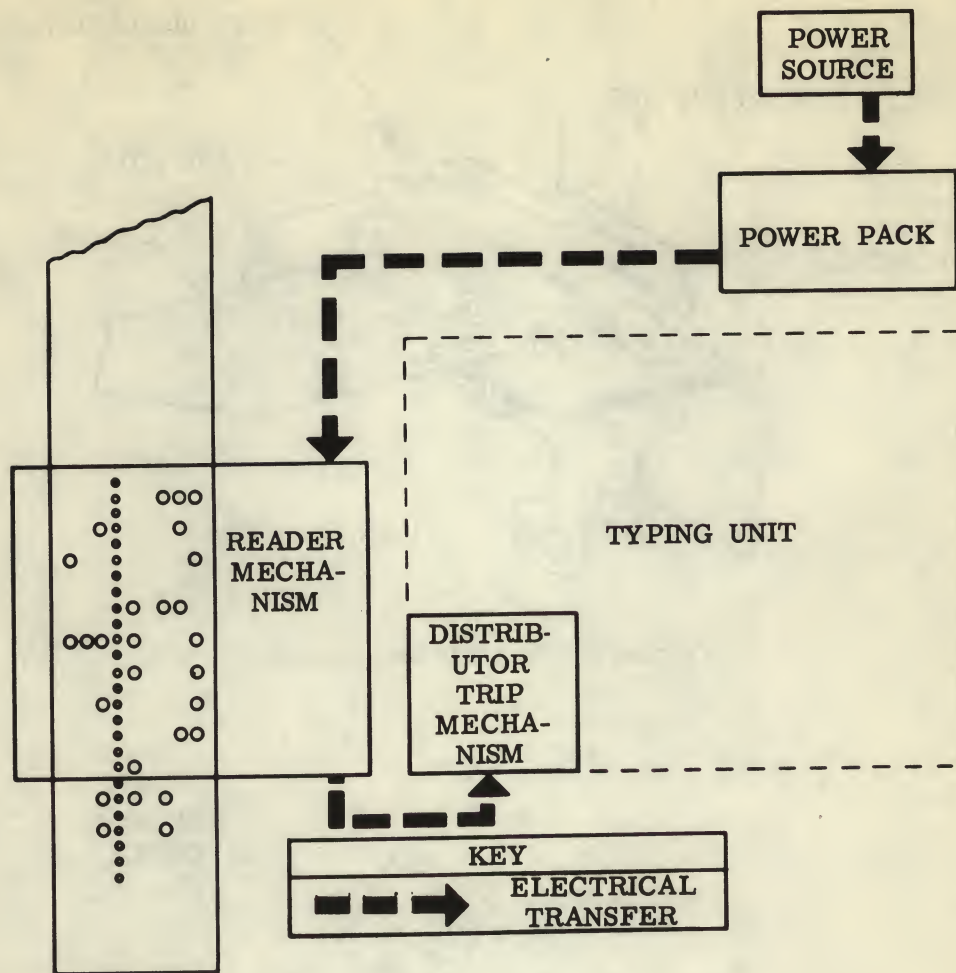 POWER
SOURCE
POWER PACK
READER
MECHA-
NISM
TYPING UNIT
DISTRIB-
UTOR
TRIP
MECHA-
NISM
KEY
ELECTRICAL
TRANSFER